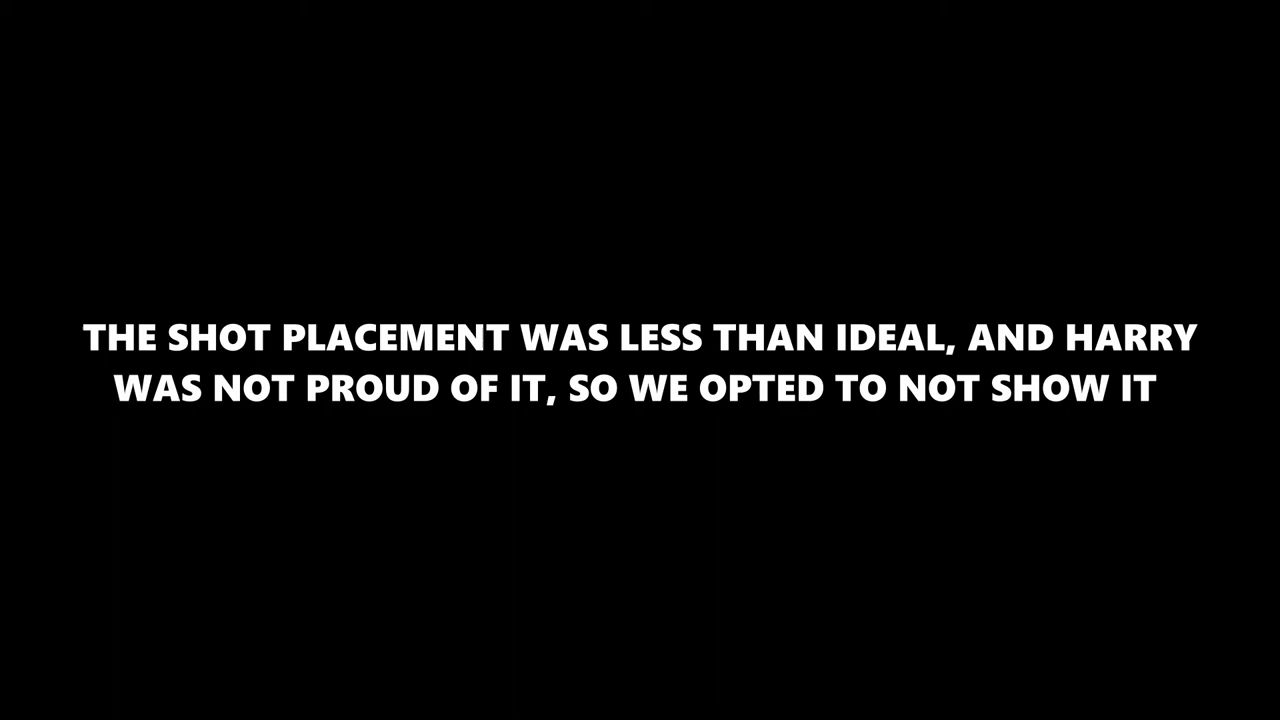 THE SHOT PLACEMENT WAS LESS THAN IDEAL, AND HARRY
WAS NOT PROUD OF IT, SO WE OPTED TO NOT SHOW IT